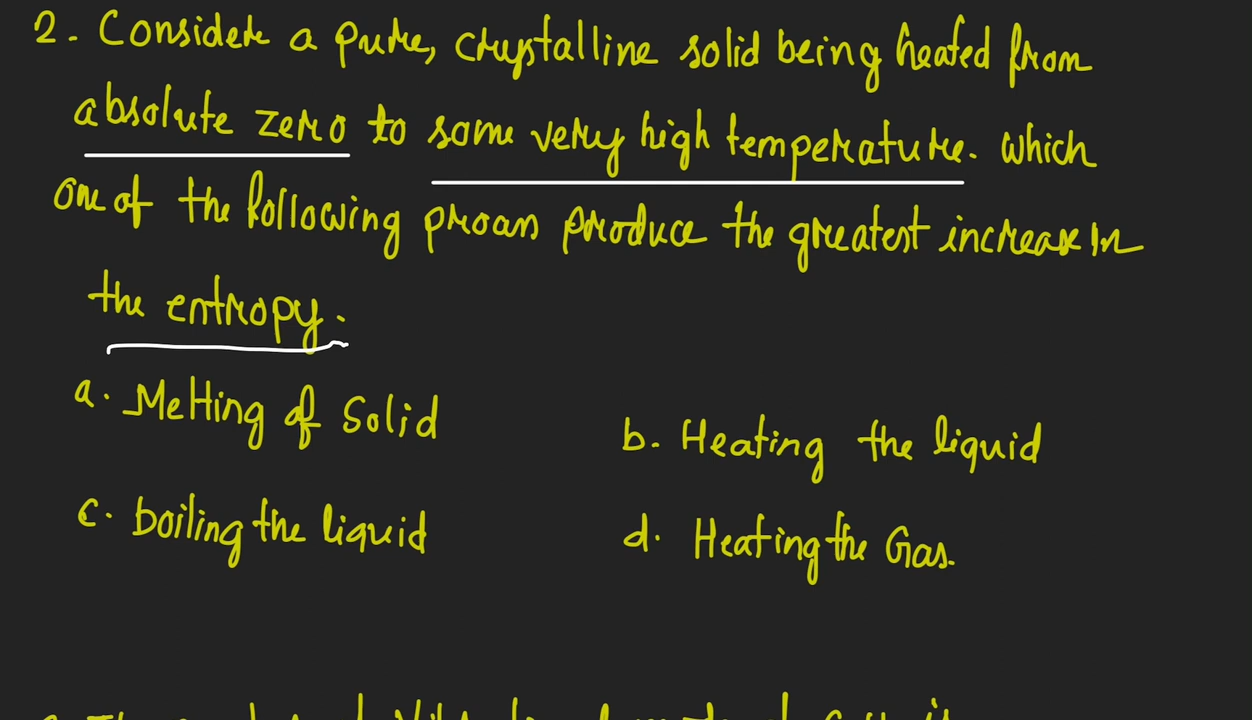 2. Consider a pure, crystalline solid being heated from
absolute zero to some very high temperature. Which
one of the following process produce the greatest increase in
the entropy.
a. Melting of Solid
b. Heating the liquid
c. boiling the liquid
d. Heating the Gas.